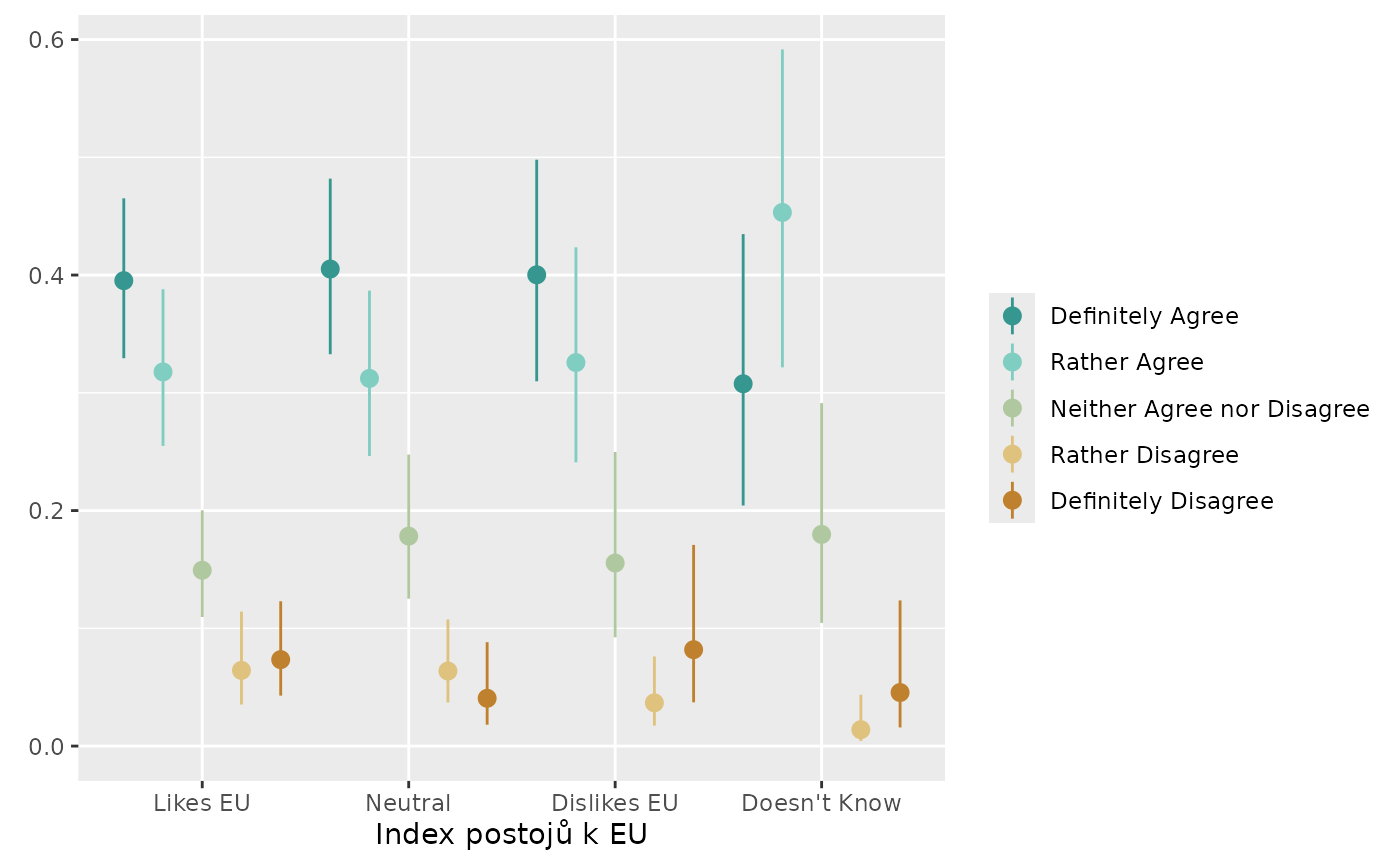 0.6
0.4
0.2
0.0
Likes EU
Neutral
Dislikes EU
Doesn't Know
Index postojů k EU
Definitely Agree
Rather Agree
Neither Agree nor Disagree
Rather Disagree
Definitely Disagree